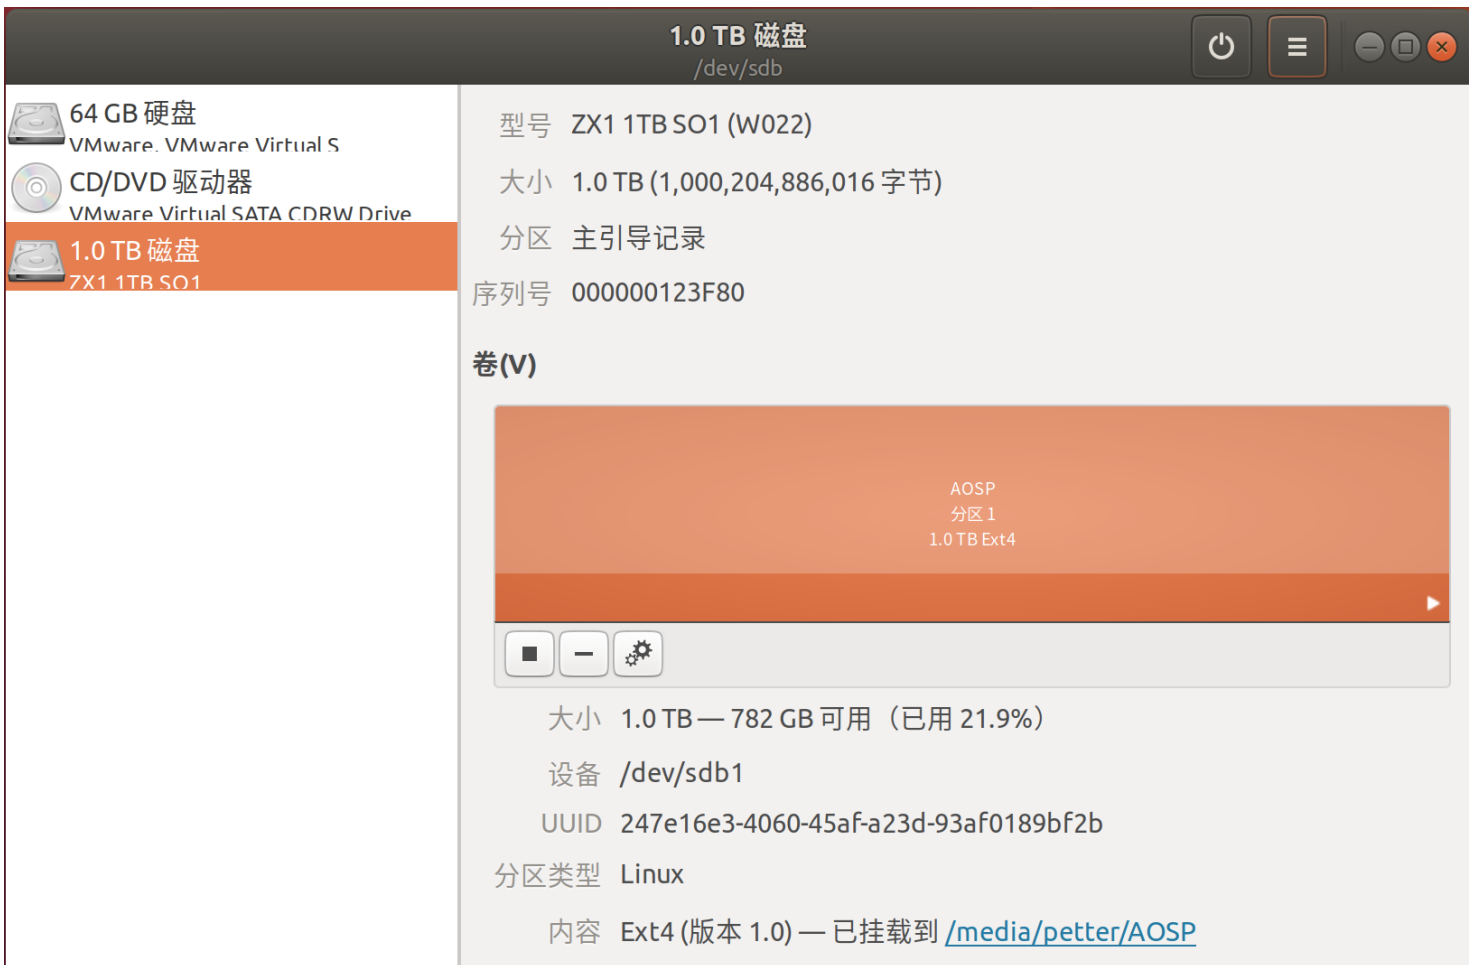 1.0 TB 磁盘
/dev/sdb
64 GB 硬盘
VMware, VMware Virtual S
CD/DVD 驱动器
VMware Virtual SATA CDRW Drive
1.0 TB 磁盘
ZX1 1TB SO1
型号 ZX1 1TB SO1 (W022)
大小 1.0 TB (1,000,204,886,016 字节)
分区 主引导记录
序列号 000000123F80
卷(V)
AOSP
分区 1
1.0 TB Ext4
大小 1.0 TB — 782 GB 可用（已用 21.9%）
设备 /dev/sdb1
UUID 247e16e3-4060-45af-a23d-93af0189bf2b
分区类型 Linux
内容 Ext4 (版本 1.0) — 已挂载到 /media/petter/AOSP